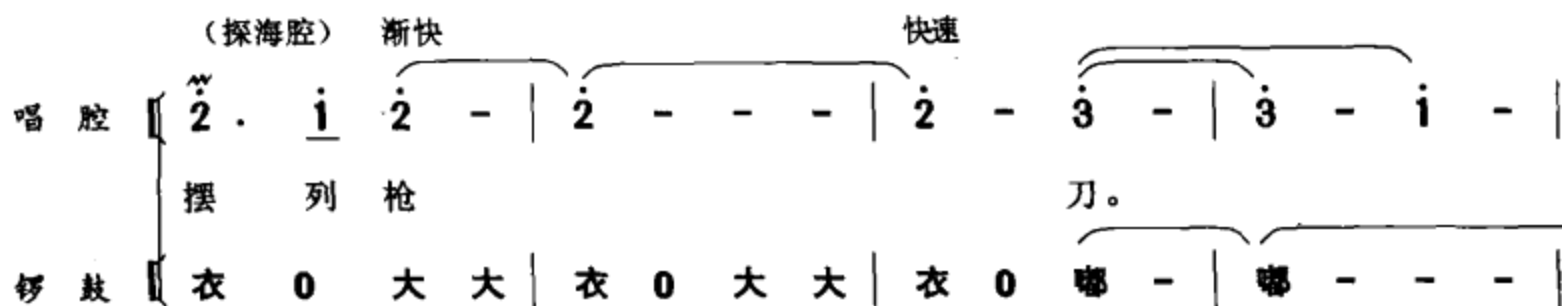 （探海腔） 渐快 快速
唱腔 2 . 1 2 - | 2 - - - | 2 - 3 - | 3 - 1 - |
摆 列 枪 刀。
锣鼓 衣 0 大 大 | 衣 0 大 大 | 衣 0 嘟 - | 嘟 - - - |